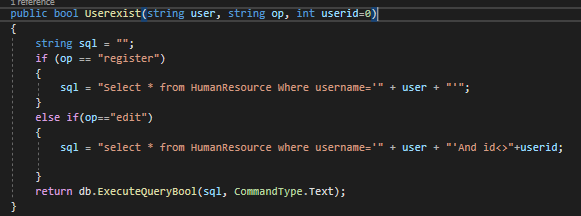 1 reference
public bool Userexist(string user, string op, int userid=0)
{
string sql = "";
if (op == "register")
{
sql = "Select * from HumanResource Where username='" + user + "'";
}
else if(op=="edit")
{
sql = "select * from HumanResource where username='" + user + "'And id<>"+userid;
}
return db.ExecuteQueryBool(sql, CommandType.Text);
}